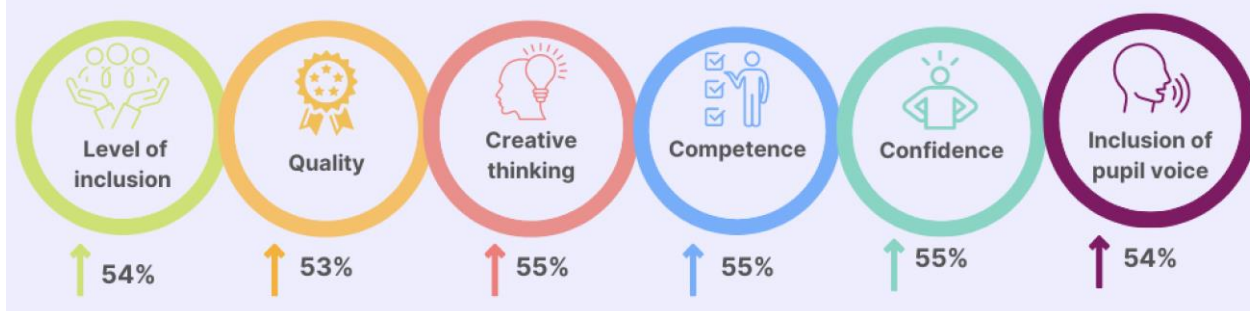 Level of
inclusion
Quality
Creative
thinking
Competence
Confidence
Inclusion of
pupil voice
54%
53%
55%
55%
55%
54%